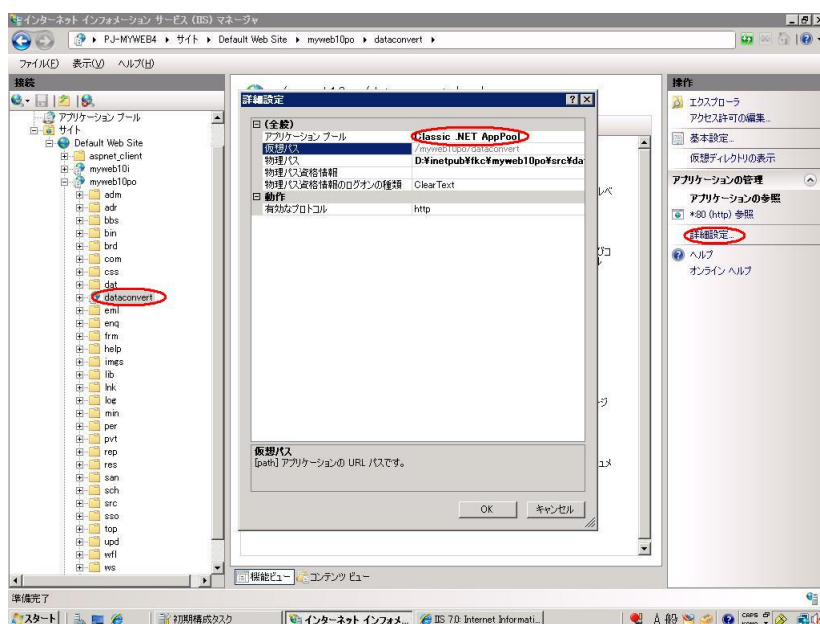 インターネット インフォメーション サービス (IIS) マネージャ
PJ-MYWEB4 ▸ サイト ▸ Default Web Site ▸ myweb10po ▸ dataconvert ▸
ファイル(F) 表示(V) ヘルプ(H)
接続
アプリケーション プール
サイト
Default Web Site
aspnet_client
myweb10i
myweb10po
adm
adr
bbs
bin
brd
com
css
dat
dataconvert
eml
enq
frm
help
imgs
lib
lnk
log
min
per
pvt
rep
res
san
sch
src
sso
top
upd
wfl
ws
詳細設定
(全般)
アプリケーション プール Classic .NET AppPool
仮想パス /myweb10po/dataconvert
物理パス D:¥inetpub¥fkc¥myweb10po¥src¥da
物理パス資格情報
物理パス資格情報のログオンの種類 ClearText
動作
有効なプロトコル http
仮想パス
[path] アプリケーションの URL パスです。
OK キャンセル
機能ビュー コンテンツ ビュー
操作
エクスプローラ
アクセス許可の編集...
基本設定...
仮想ディレクトリの表示
アプリケーションの管理
アプリケーションの参照
*:80 (http) 参照
詳細設定...
ヘルプ
オンライン ヘルプ
準備完了
スタート 初期構成タスク インターネット インフォメ... IIS 7.0: Internet Informati...
A 般 CAPS